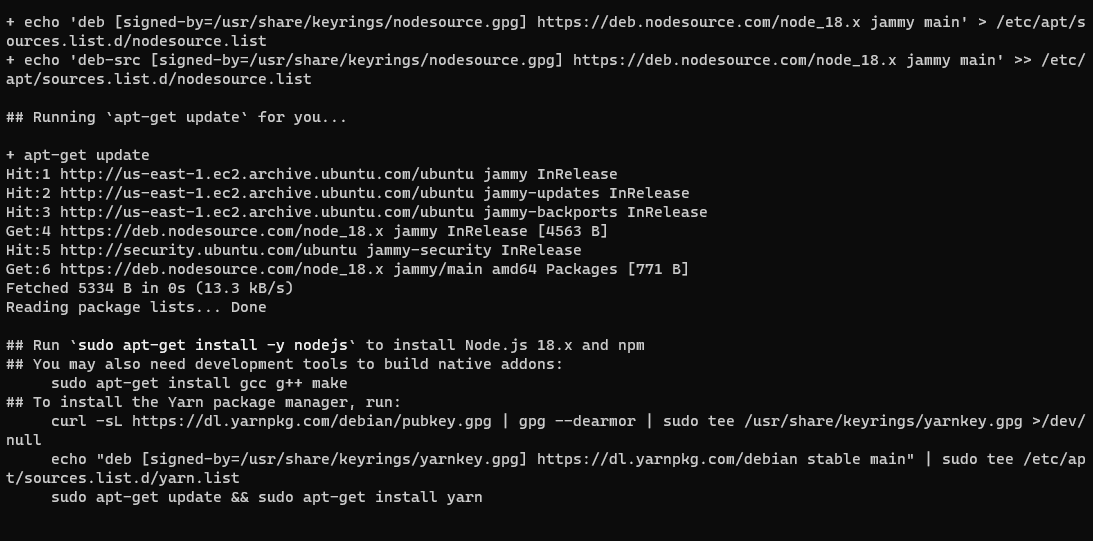 + echo 'deb [signed-by=/usr/share/keyrings/nodesource.gpg] https://deb.nodesource.com/node_18.x jammy main' > /etc/apt/s
ources.list.d/nodesource.list
+ echo 'deb-src [signed-by=/usr/share/keyrings/nodesource.gpg] https://deb.nodesource.com/node_18.x jammy main' >> /etc/
apt/sources.list.d/nodesource.list

## Running `apt-get update` for you...

+ apt-get update
Hit:1 http://us-east-1.ec2.archive.ubuntu.com/ubuntu jammy InRelease
Hit:2 http://us-east-1.ec2.archive.ubuntu.com/ubuntu jammy-updates InRelease
Hit:3 http://us-east-1.ec2.archive.ubuntu.com/ubuntu jammy-backports InRelease
Get:4 https://deb.nodesource.com/node_18.x jammy InRelease [4563 B]
Hit:5 http://security.ubuntu.com/ubuntu jammy-security InRelease
Get:6 https://deb.nodesource.com/node_18.x jammy/main amd64 Packages [771 B]
Fetched 5334 B in 0s (13.3 kB/s)
Reading package lists... Done

## Run `sudo apt-get install -y nodejs` to install Node.js 18.x and npm
## You may also need development tools to build native addons:
     sudo apt-get install gcc g++ make
## To install the Yarn package manager, run:
     curl -sL https://dl.yarnpkg.com/debian/pubkey.gpg | gpg --dearmor | sudo tee /usr/share/keyrings/yarnkey.gpg >/dev/
null
     echo "deb [signed-by=/usr/share/keyrings/yarnkey.gpg] https://dl.yarnpkg.com/debian stable main" | sudo tee /etc/ap
t/sources.list.d/yarn.list
     sudo apt-get update && sudo apt-get install yarn